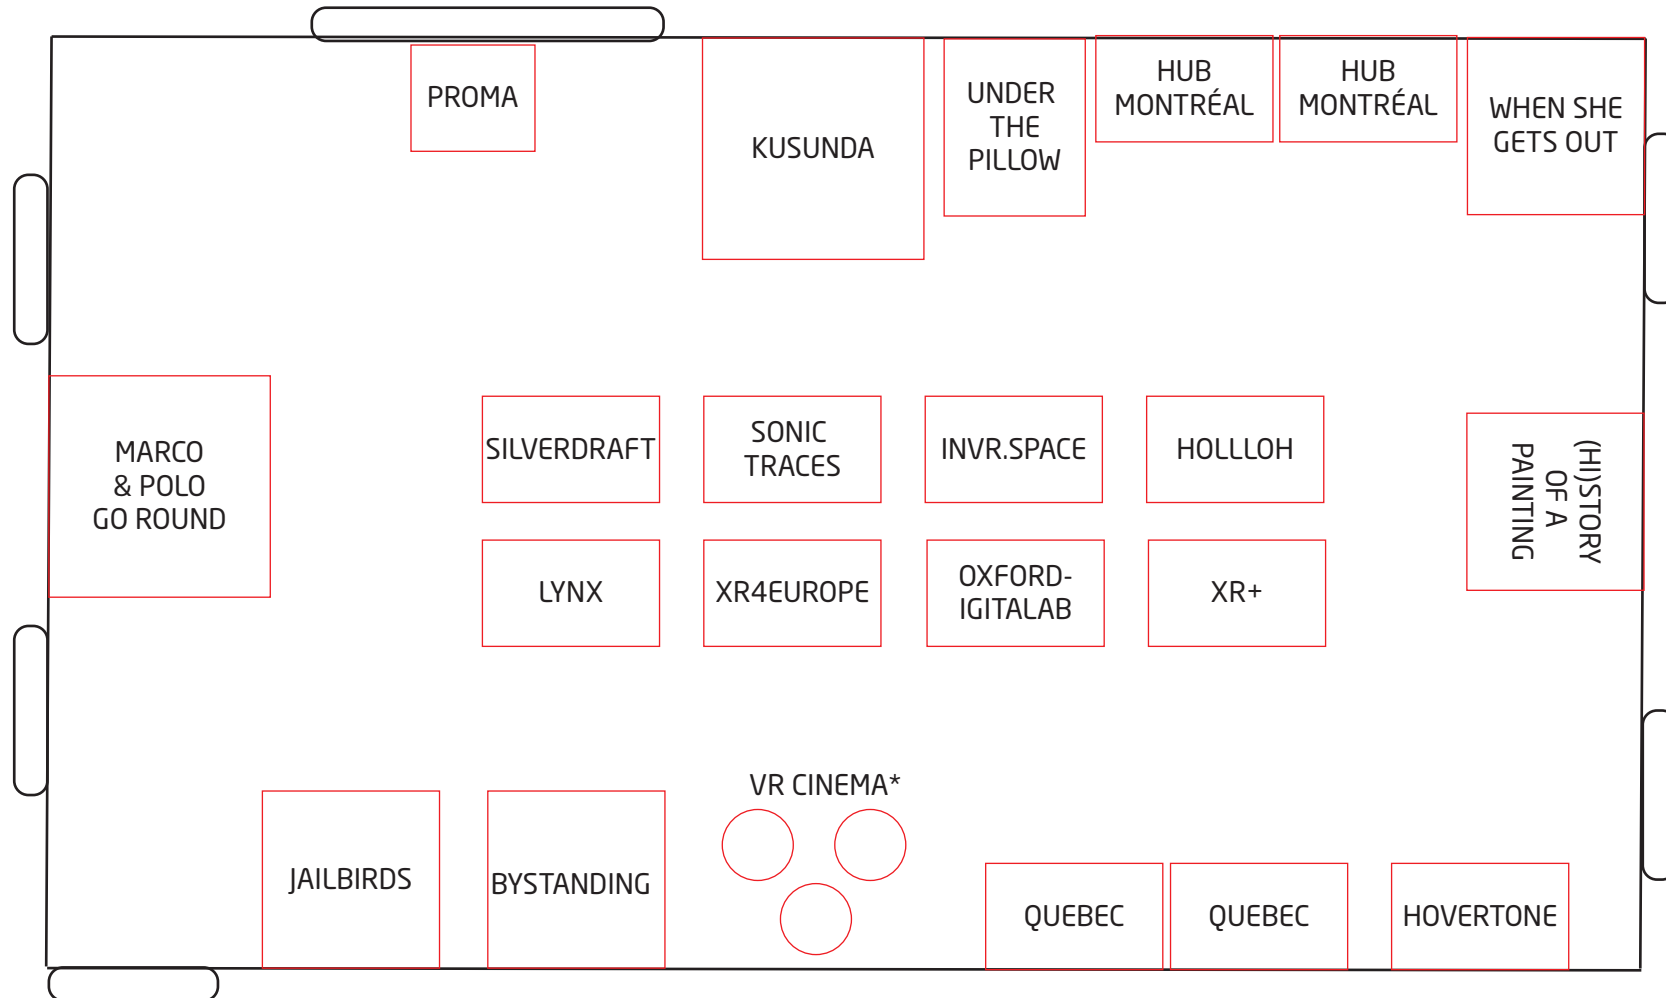 PROMA
KUSUNDA
UNDER
THE
PILLOW
HUB
MONTRÉAL
HUB
MONTRÉAL
WHEN SHE
GETS OUT
MARCO
& POLO
GO ROUND
SILVERDRAFT
SONIC
TRACES
INVR.SPACE
HOLLLOH
(HI)STORY
OF A
PAINTING
LYNX
XR4EUROPE
OXFORD-
IGITALAB
XR+
VR CINEMA*
JAILBIRDS
BYSTANDING
QUEBEC
QUEBEC
HOVERTONE